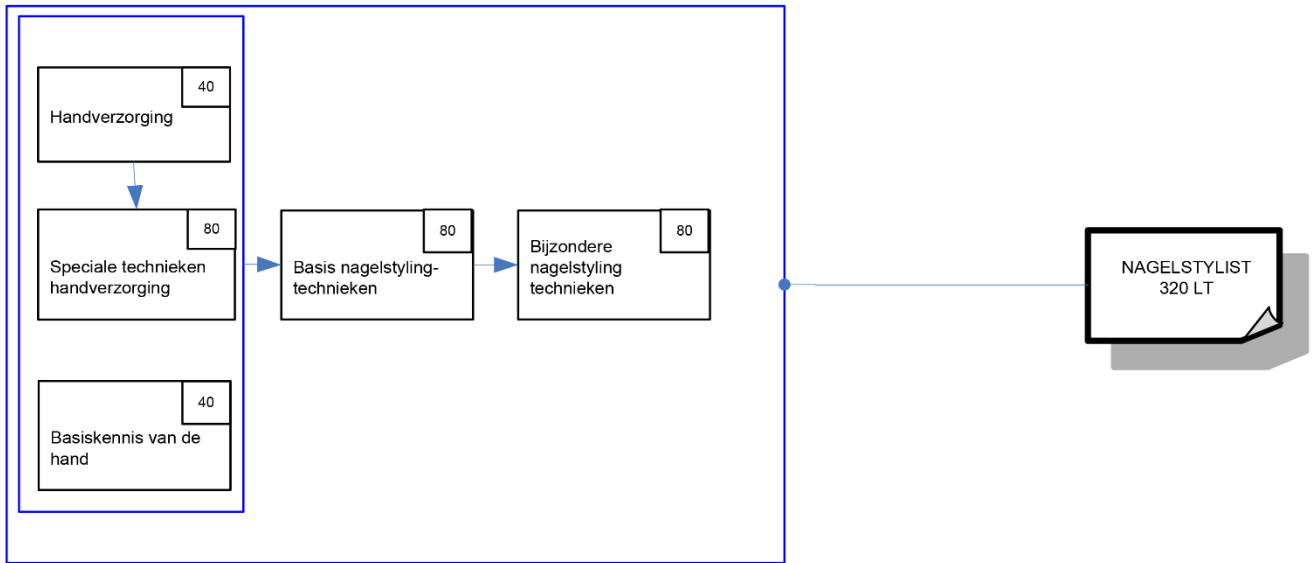 40
Handverzorging
80
Speciale technieken
handverzorging
80
Basis nagelstyling-
technieken
80
Bijzondere
nagelstyling
technieken
40
Basiskennis van de
hand
NAGELSTYLIST
320 LT